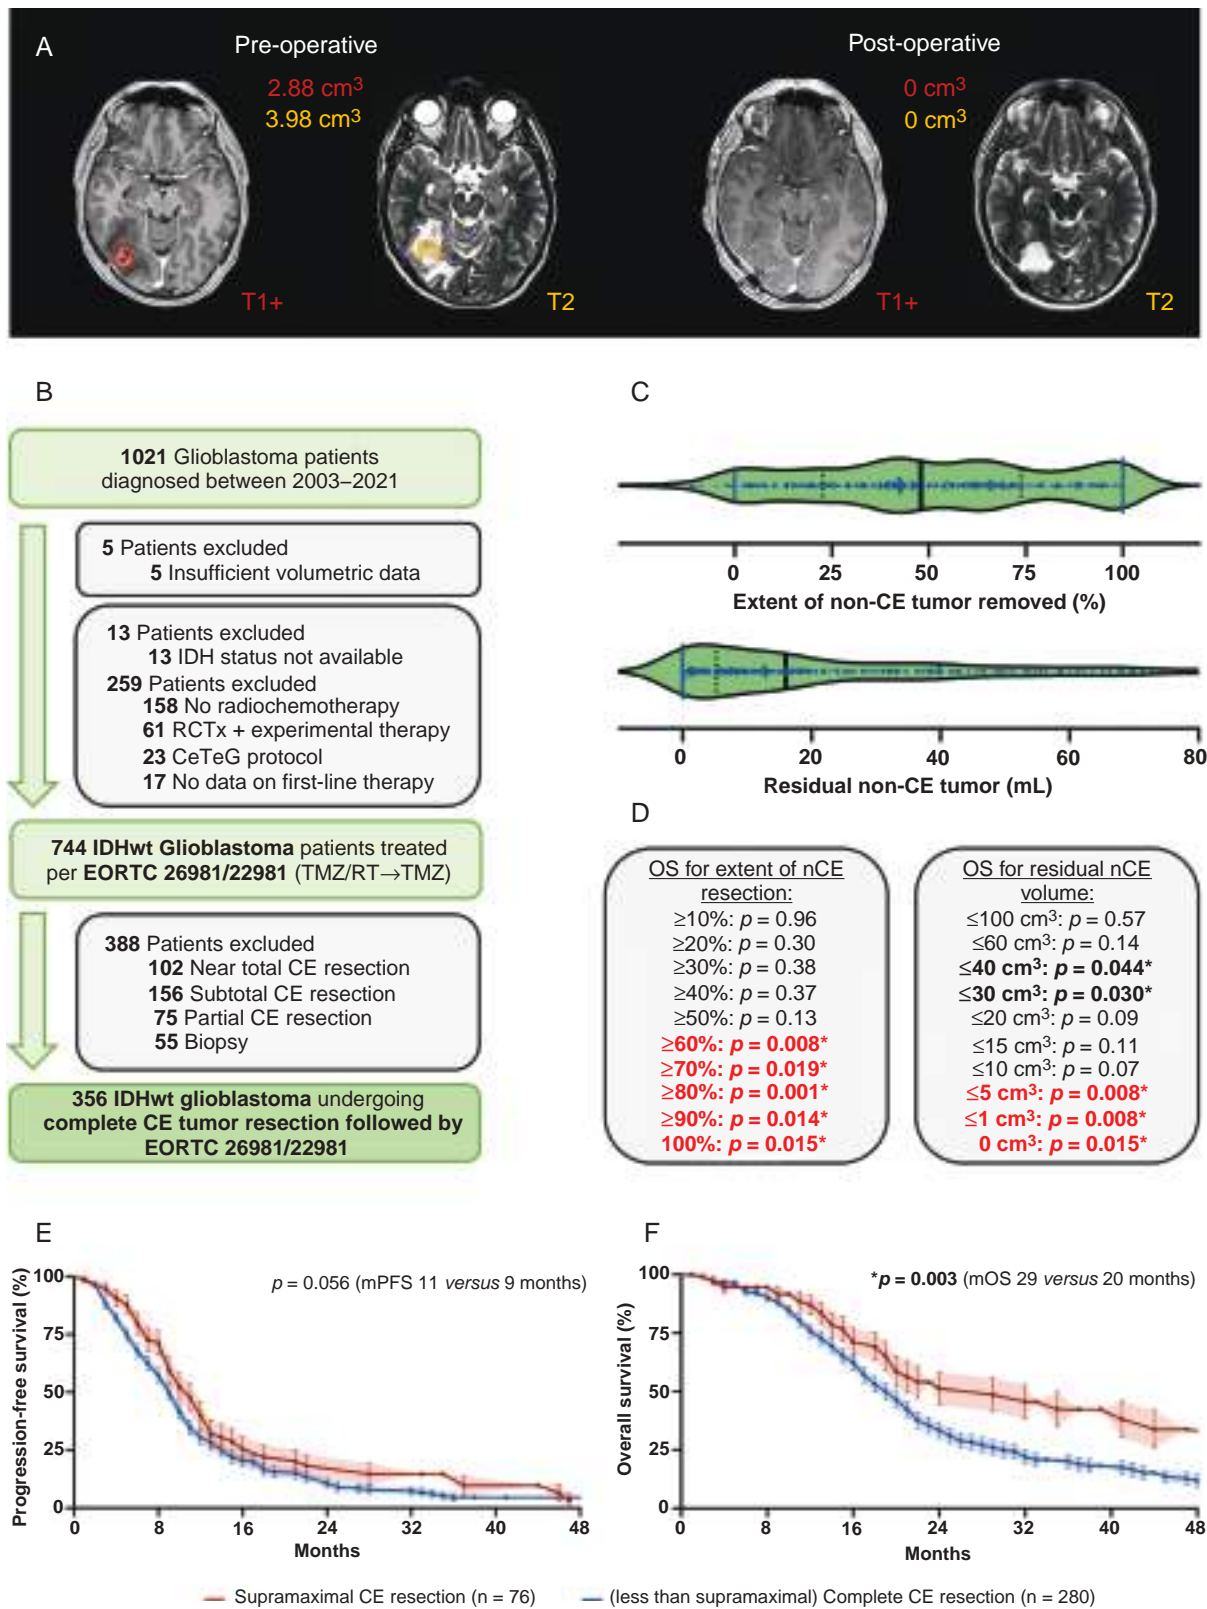 A
Pre-operative
Post-operative
2.88 cm³
3.98 cm³
0 cm³
0 cm³
T1+
T2
T1+
T2
B
1021 Glioblastoma patients
diagnosed between 2003–2021
5 Patients excluded
5 Insufficient volumetric data
13 Patients excluded
13 IDH status not available
259 Patients excluded
158 No radiochemotherapy
61 RCTx + experimental therapy
23 CeTeG protocol
17 No data on first-line therapy
744 IDHwt Glioblastoma patients treated
per EORTC 26981/22981 (TMZ/RT→TMZ)
388 Patients excluded
102 Near total CE resection
156 Subtotal CE resection
75 Partial CE resection
55 Biopsy
356 IDHwt glioblastoma undergoing
complete CE tumor resection followed by
EORTC 26981/22981
C
0 25 50 75 100
Extent of non-CE tumor removed (%)
0 20 40 60 80
Residual non-CE tumor (mL)
D
OS for extent of nCE
resection:
≥10%: p = 0.96
≥20%: p = 0.30
≥30%: p = 0.38
≥40%: p = 0.37
≥50%: p = 0.13
≥60%: p = 0.008*
≥70%: p = 0.019*
≥80%: p = 0.001*
≥90%: p = 0.014*
100%: p = 0.015*
OS for residual nCE
volume:
≤100 cm³: p = 0.57
≤60 cm³: p = 0.14
≤40 cm³: p = 0.044*
≤30 cm³: p = 0.030*
≤20 cm³: p = 0.09
≤15 cm³: p = 0.11
≤10 cm³: p = 0.07
≤5 cm³: p = 0.008*
≤1 cm³: p = 0.008*
0 cm³: p = 0.015*
E
p = 0.056 (mPFS 11 versus 9 months)
Progression-free survival (%)
100
75
50
25
0
0 8 16 24 32 40 48
Months
F
*p = 0.003 (mOS 29 versus 20 months)
Overall survival (%)
100
75
50
25
0
0 8 16 24 32 40 48
Months
Supramaximal CE resection (n = 76)
(less than supramaximal) Complete CE resection (n = 280)